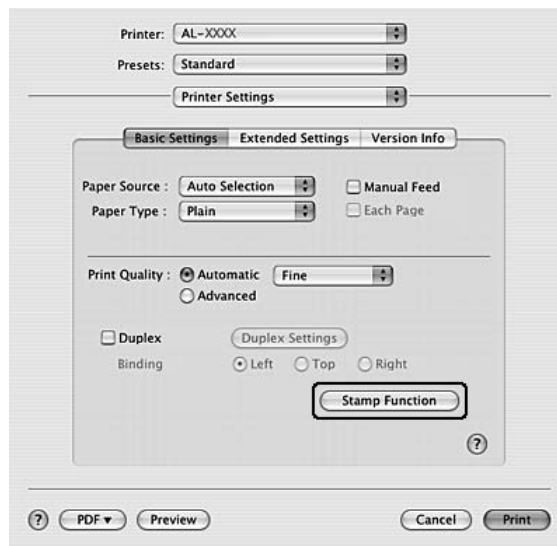 Printer: AL-XXXX
Presets: Standard
Printer Settings
Basic Settings Extended Settings Version Info
Paper Source : Auto Selection Manual Feed
Paper Type : Plain Each Page
Print Quality : Automatic Fine
Advanced
Duplex Duplex Settings
Binding Left Top Right
Stamp Function
?
? PDF ▼ Preview Cancel Print